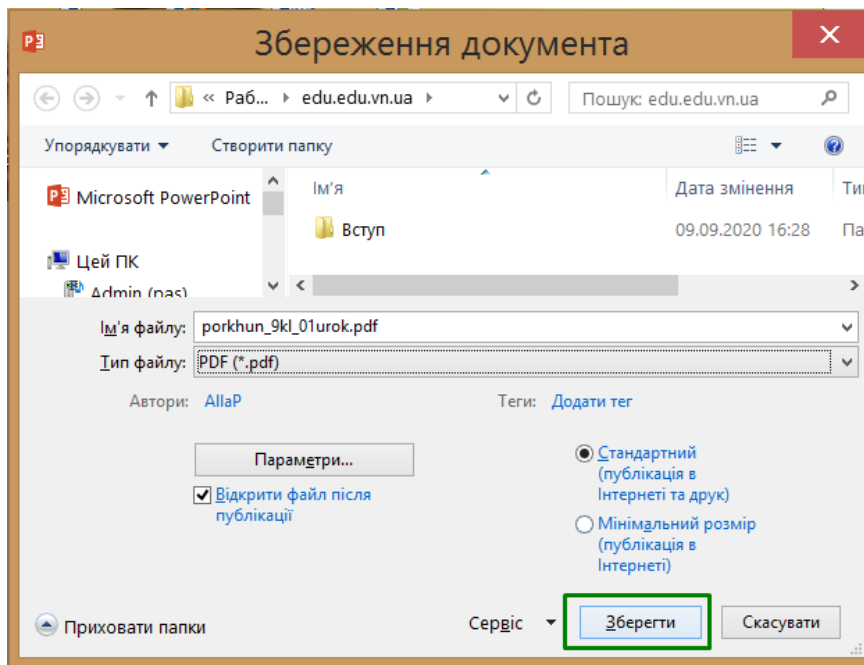 Збереження документа
« Раб... edu.edu.vn.ua Пошук: edu.edu.vn.ua
Упорядкувати Створити папку
Microsoft PowerPoint
Цей ПК
Admin (pas)
Ім'я Дата змінення Ти
Вступ 09.09.2020 16:28 Па
Ім'я файлу: porkhun_9kl_01urok.pdf
Тип файлу: PDF (*.pdf)
Автори: AllaP Теги: Додати тег
Параметри...
Відкрити файл після
публікації
Стандартний
(публікація в
Інтернеті та друк)
Мінімальний розмір
(публікація в
Інтернеті)
Приховати папки Сервіс Зберегти Скасувати